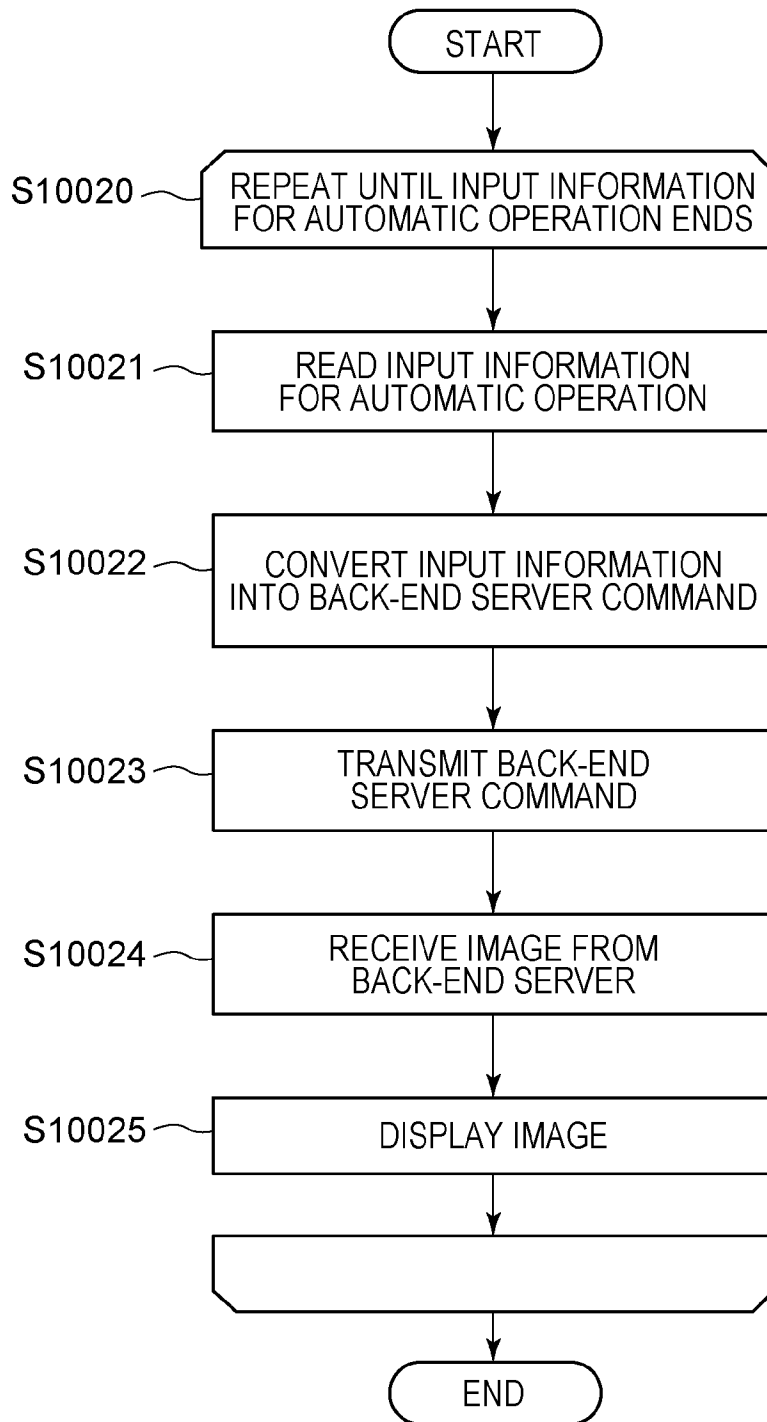 START
S10020
REPEAT UNTIL INPUT INFORMATION
FOR AUTOMATIC OPERATION ENDS
S10021
READ INPUT INFORMATION
FOR AUTOMATIC OPERATION
S10022
CONVERT INPUT INFORMATION
INTO BACK-END SERVER COMMAND
S10023
TRANSMIT BACK-END
SERVER COMMAND
S10024
RECEIVE IMAGE FROM
BACK-END SERVER
S10025
DISPLAY IMAGE
END